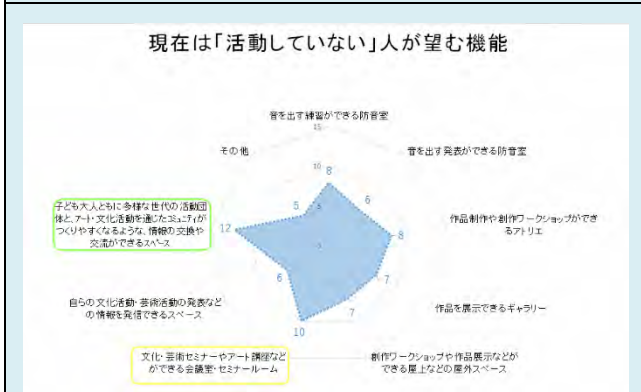 現在は「活動していない」人が望む機能
音を出す練習ができる防音室
15
その他
音を出す発表ができる防音室
10
8
5
5
6
子ども大人ともに多様な世代の活動団
体と、アート・文化活動を通じたコミュニティが
つくりやすくなるような、情報の交換や
交流ができるスペース
12
8
作品制作や創作ワークショップができ
るアトリエ
6
7
自らの文化活動・芸術活動の発表など
の情報を発信できるスペース
作品を展示できるギャラリー
7
10
文化・芸術セミナーやアート講座など
ができる会議室・セミナールーム
創作ワークショップや作品展示などが
できる屋上などの屋外スペース